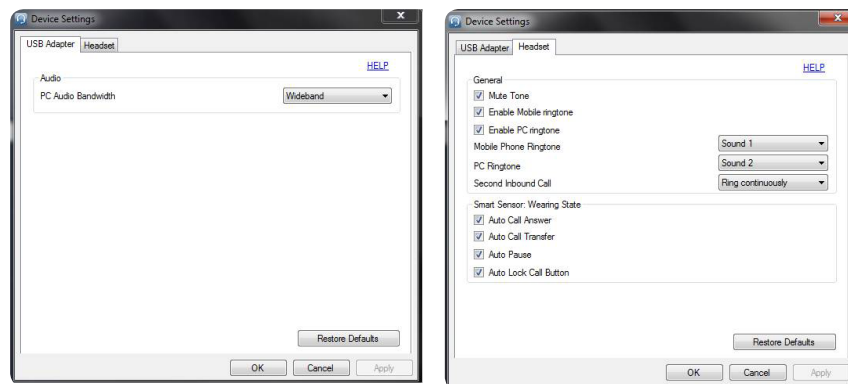 Device Settings
x
USB Adapter
Headset
HELP
Audio
PC Audio Bandwidth
Wideband
Restore Defaults
OK
Cancel
Apply
Device Settings
x
USB Adapter
Headset
HELP
General
Mute Tone
Enable Mobile ringtone
Enable PC ringtone
Mobile Phone Ringtone
Sound 1
PC Ringtone
Sound 2
Second Inbound Call
Ring continuously
Smart Sensor: Wearing State
Auto Call Answer
Auto Call Transfer
Auto Pause
Auto Lock Call Button
Restore Defaults
OK
Cancel
Apply